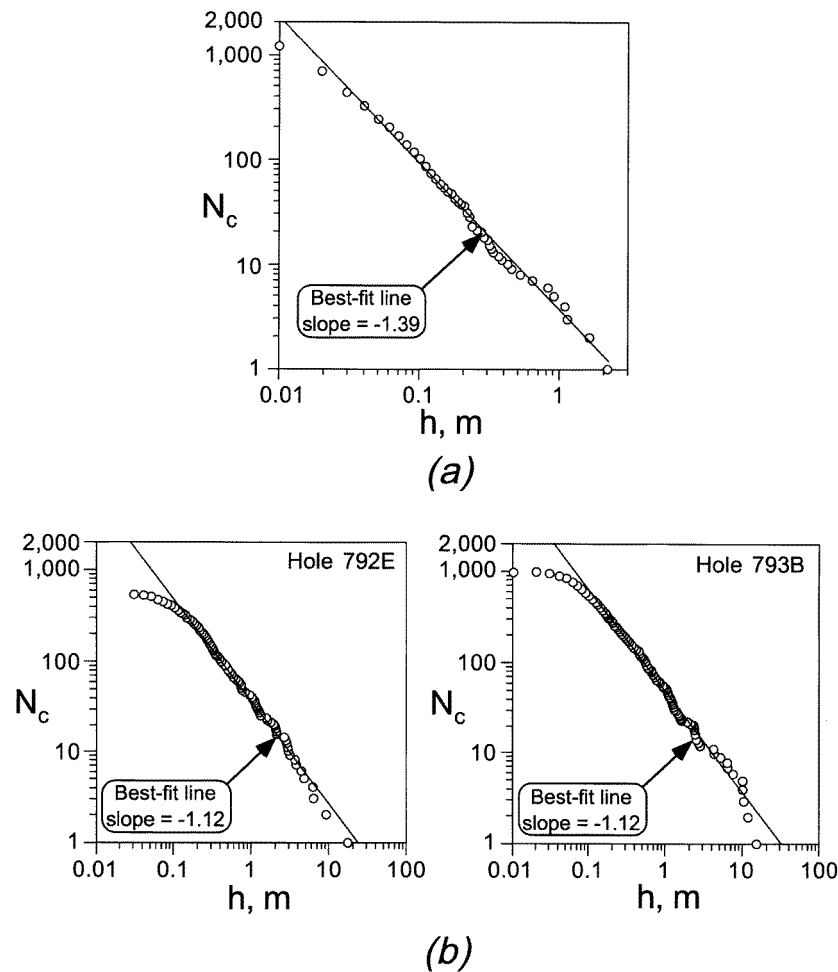 2,000
1,000
100
10
1
N_c
Best-fit line
slope = -1.39
0.01 0.1 1
h, m
(a)
Hole 792E
2,000
1,000
100
10
1
N_c
Best-fit line
slope = -1.12
0.01 0.1 1 10 100
h, m
Hole 793B
2,000
1,000
100
10
1
N_c
Best-fit line
slope = -1.12
0.01 0.1 1 10 100
h, m
(b)